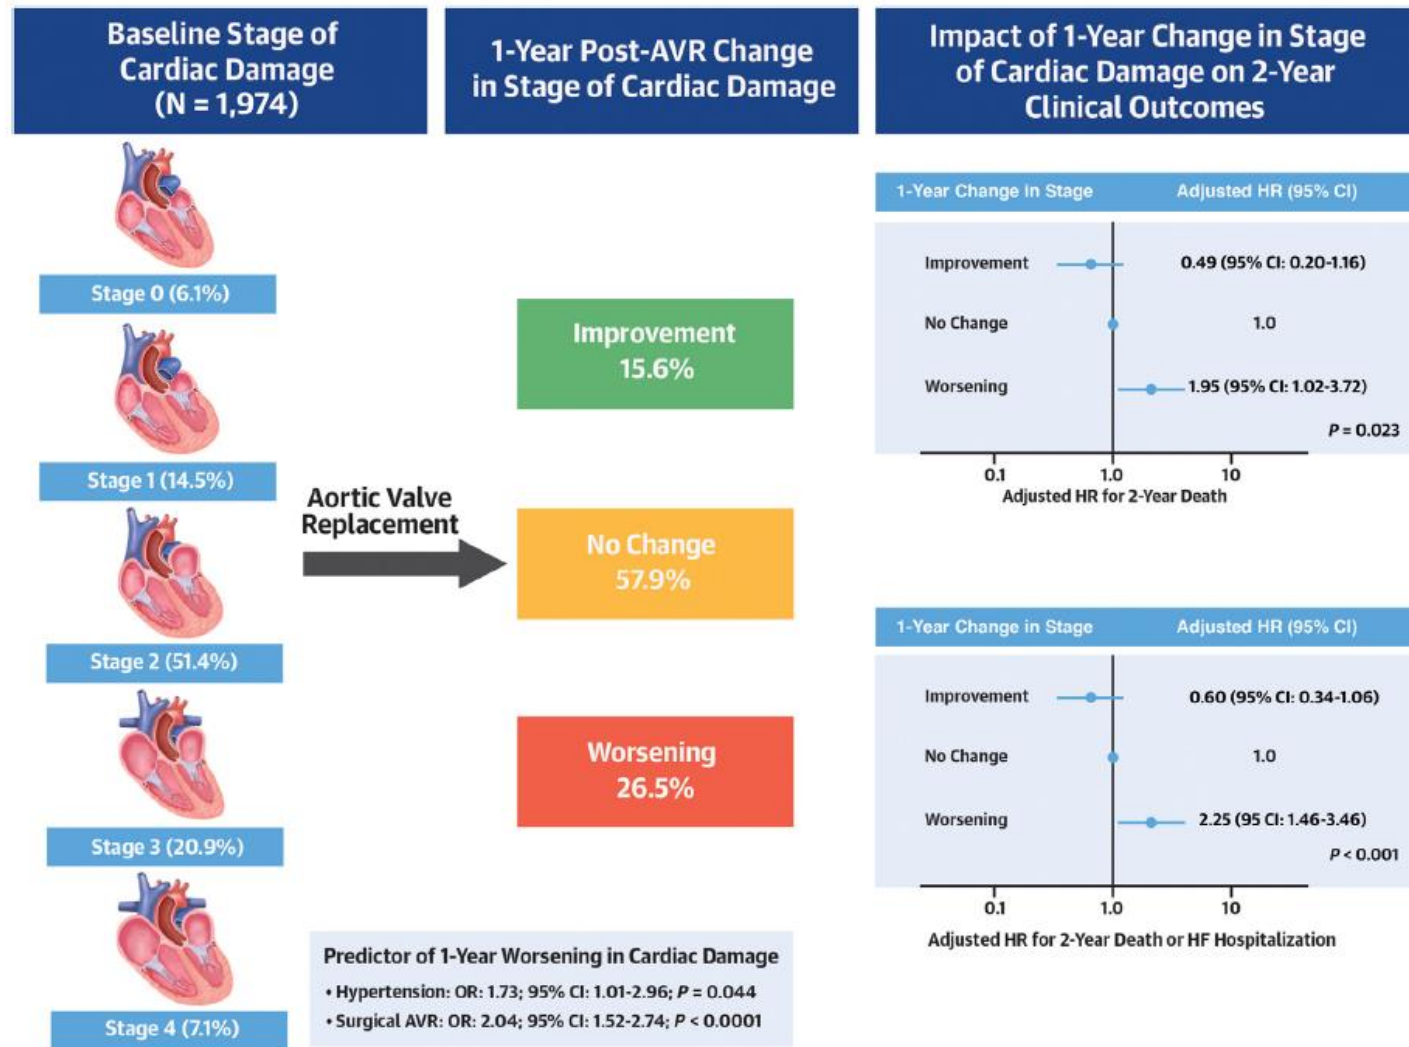 Baseline Stage of
Cardiac Damage
(N = 1,974)
Stage 0 (6.1%)
Stage 1 (14.5%)
Stage 2 (51.4%)
Stage 3 (20.9%)
Stage 4 (7.1%)
Aortic Valve
Replacement
1-Year Post-AVR Change
in Stage of Cardiac Damage
Improvement
15.6%
No Change
57.9%
Worsening
26.5%
Predictor of 1-Year Worsening in Cardiac Damage
• Hypertension: OR: 1.73; 95% CI: 1.01-2.96; P = 0.044
• Surgical AVR: OR: 2.04; 95% CI: 1.52-2.74; P < 0.0001
Impact of 1-Year Change in Stage
of Cardiac Damage on 2-Year
Clinical Outcomes
1-Year Change in Stage Adjusted HR (95% CI)
Improvement 0.49 (95% CI: 0.20-1.16)
No Change 1.0
Worsening 1.95 (95% CI: 1.02-3.72)
P = 0.023
0.1 1.0 10
Adjusted HR for 2-Year Death
1-Year Change in Stage Adjusted HR (95% CI)
Improvement 0.60 (95% CI: 0.34-1.06)
No Change 1.0
Worsening 2.25 (95 CI: 1.46-3.46)
P < 0.001
0.1 1.0 10
Adjusted HR for 2-Year Death or HF Hospitalization